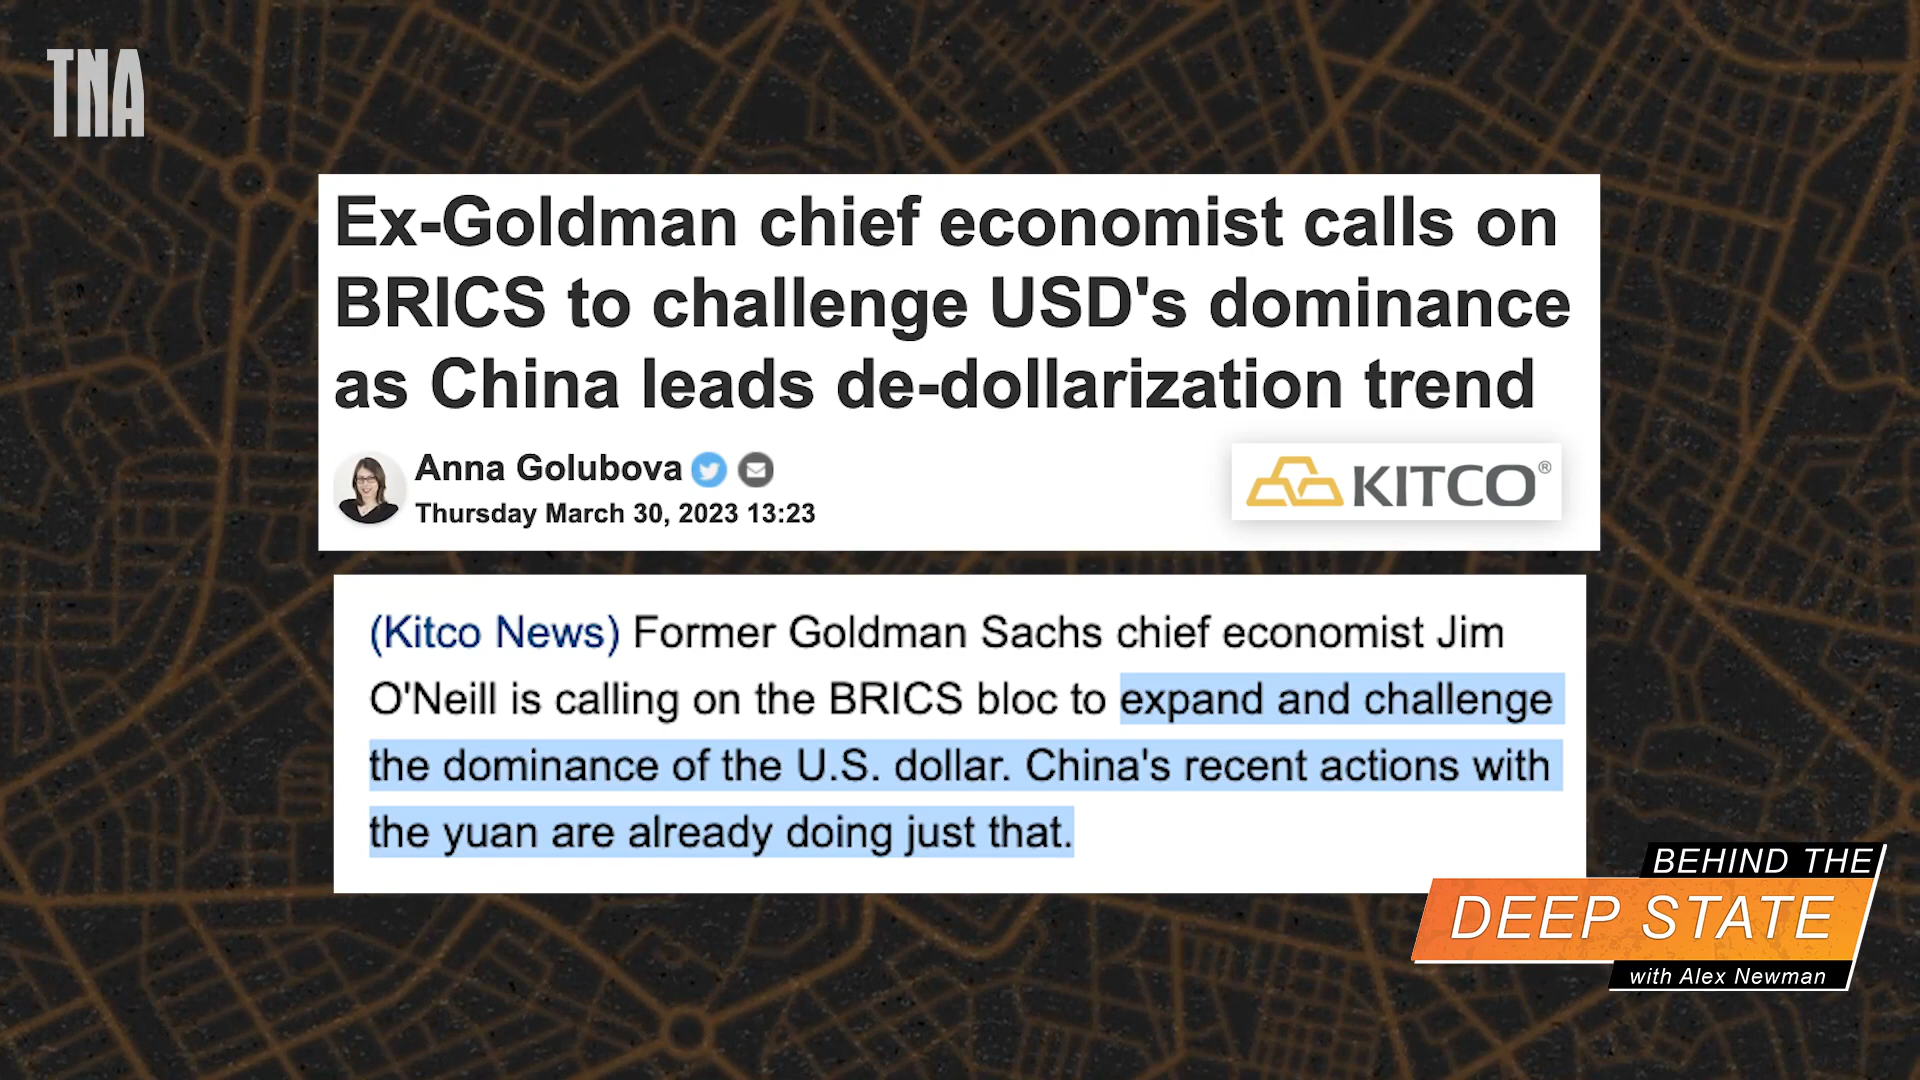 TNA
Ex-Goldman chief economist calls on
BRICS to challenge USD's dominance
as China leads de-dollarization trend
Anna Golubova
Thursday March 30, 2023 13:23
KITCO®
(Kitco News) Former Goldman Sachs chief economist Jim
O'Neill is calling on the BRICS bloc to expand and challenge
the dominance of the U.S. dollar. China's recent actions with
the yuan are already doing just that.
BEHIND THE
DEEP STATE
with Alex Newman